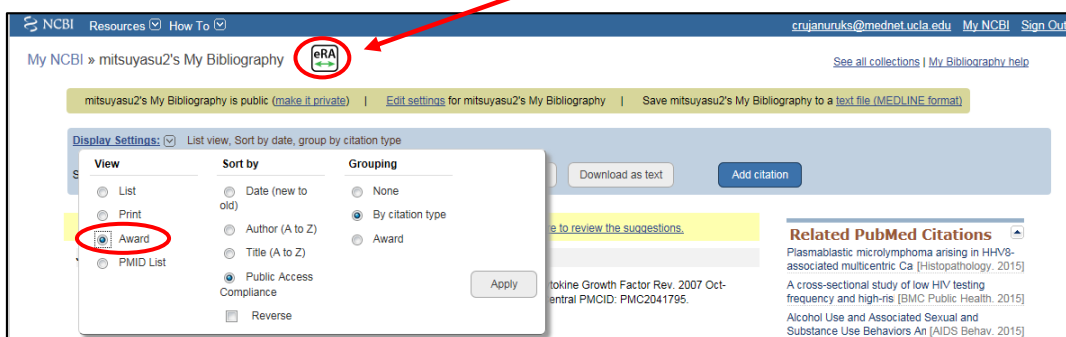 NCBI Resources How To crujanuruks@mednet.ucla.edu My NCBI Sign Out
My NCBI » mitsuyasu2's My Bibliography eRA See all collections | My Bibliography help
mitsuyasu2's My Bibliography is public (make it private) | Edit settings for mitsuyasu2's My Bibliography | Save mitsuyasu2's My Bibliography to a text file (MEDLINE format)
Display Settings: List view, Sort by date, group by citation type
View Sort by Grouping
S Download as text Add citation
List Date (new to old) None
Print Author (A to Z) By citation type
Award Title (A to Z) Award
PMID List Public Access Compliance
Reverse
Apply
e to review the suggestions.
tokine Growth Factor Rev. 2007 Oct-
entral PMCID: PMC2041795.
Related PubMed Citations
Plasmablastic microlymphoma arising in HHV8-
associated multicentric Ca [Histopathology. 2015]
A cross-sectional study of low HIV testing
frequency and high-ris [BMC Public Health. 2015]
Alcohol Use and Associated Sexual and
Substance Use Behaviors An [AIDS Behav. 2015]